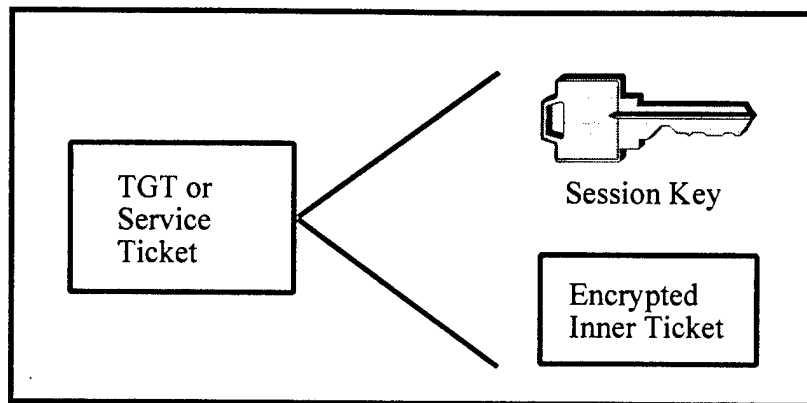 TGT or
Service
Ticket
Session Key
Encrypted
Inner Ticket